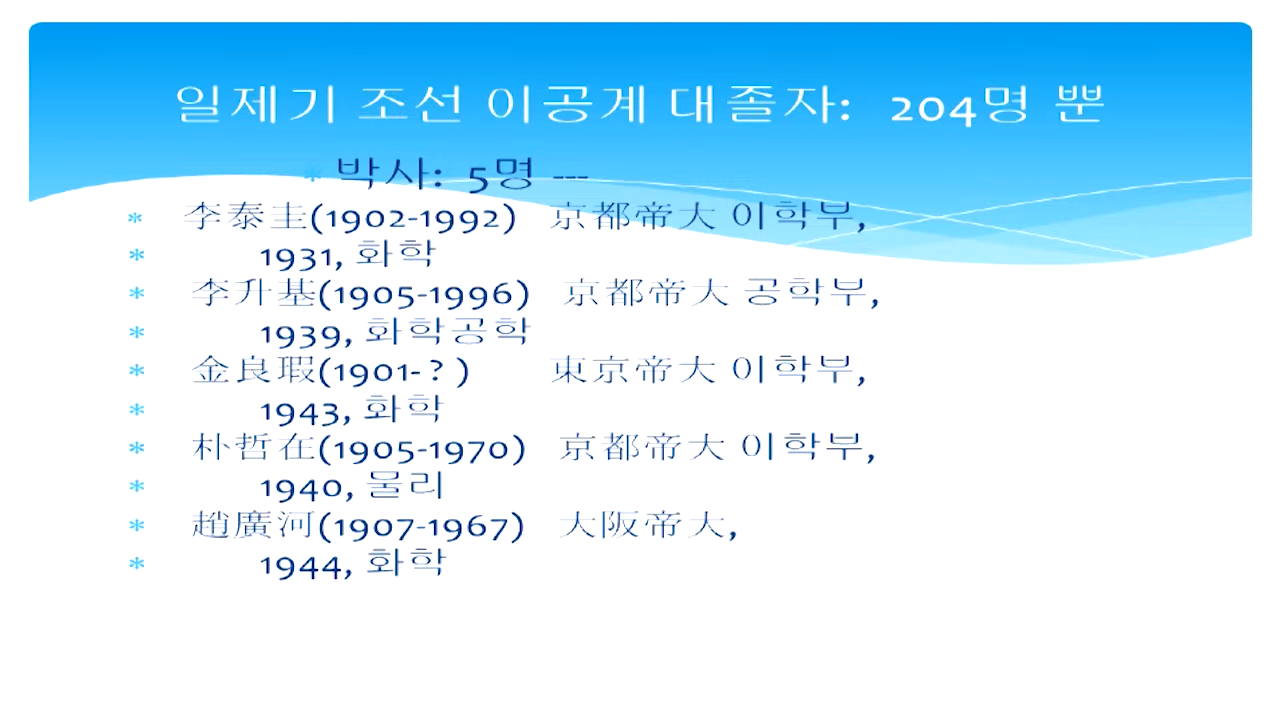 일제기 조선 이공계 대졸자: 204명 뿐
* 박사: 5명 ---
* 李泰圭(1902-1992) 京都帝大 이학부,
* 1931, 화학
* 李升基(1905-1996) 京都帝大 공학부,
* 1939, 화학공학
* 金良瑕(1901- ? ) 東京帝大 이학부,
* 1943, 화학
* 朴哲在(1905-1970) 京都帝大 이학부,
* 1940, 물리
* 趙廣河(1907-1967) 大阪帝大,
* 1944, 화학